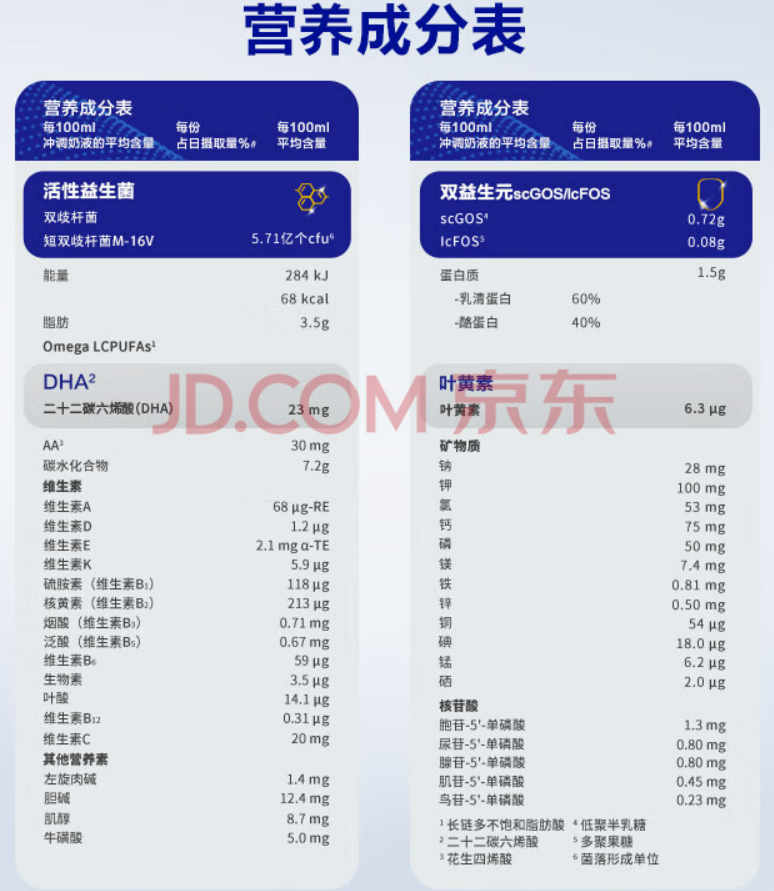 营养成分表
营养成分表
每100ml 每份 每100ml
冲调奶液的平均含量 占日摄取量%# 平均含量
活性益生菌
双歧杆菌
短双歧杆菌M-16V 5.71亿个cfu⁶
能量 284 kJ
68 kcal
脂肪 3.5g
Omega LCPUFAs¹
DHA²
二十二碳六烯酸(DHA) 23 mg
AA³ 30 mg
碳水化合物 7.2g
维生素
维生素A 68 μg-RE
维生素D 1.2 μg
维生素E 2.1 mg α-TE
维生素K 5.9 μg
硫胺素（维生素B₁） 118 μg
核黄素（维生素B₂） 213 μg
烟酸（维生素B₃） 0.71 mg
泛酸（维生素B₅） 0.67 mg
维生素B₆ 59 μg
生物素 3.5 μg
叶酸 14.1 μg
维生素B₁₂ 0.31 μg
维生素C 20 mg
其他营养素
左旋肉碱 1.4 mg
胆碱 12.4 mg
肌醇 8.7 mg
牛磺酸 5.0 mg
营养成分表
每100ml 每份 每100ml
冲调奶液的平均含量 占日摄取量%# 平均含量
双益生元scGOS/lcFOS
scGOS⁴ 0.72g
lcFOS⁵ 0.08g
蛋白质 1.5g
-乳清蛋白 60%
-酪蛋白 40%
叶黄素
叶黄素 6.3 μg
矿物质
钠 28 mg
钾 100 mg
氯 53 mg
钙 75 mg
磷 50 mg
镁 7.4 mg
铁 0.81 mg
锌 0.50 mg
铜 54 μg
碘 18.0 μg
锰 6.2 μg
硒 2.0 μg
核苷酸
胞苷-5'-单磷酸 1.3 mg
尿苷-5'-单磷酸 0.80 mg
腺苷-5'-单磷酸 0.80 mg
肌苷-5'-单磷酸 0.45 mg
鸟苷-5'-单磷酸 0.23 mg
¹ 长链多不饱和脂肪酸 ⁴ 低聚半乳糖
² 二十二碳六烯酸 ⁵ 多聚果糖
³ 花生四烯酸 ⁶ 菌落形成单位
JD.COM 京东